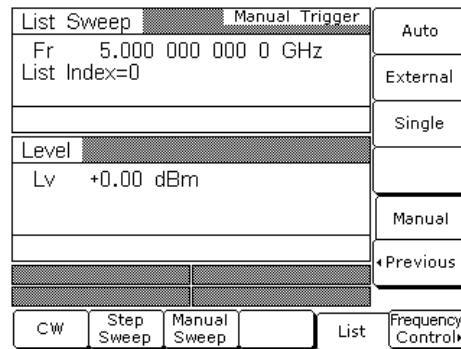 List Sweep Manual Trigger
Fr 5.000 000 000 0 GHz
List Index=0
Level
Lv +0.00 dBm
Auto
External
Single
Manual
◂Previous
CW
Step
Sweep
Manual
Sweep
List
Frequency
Control▸